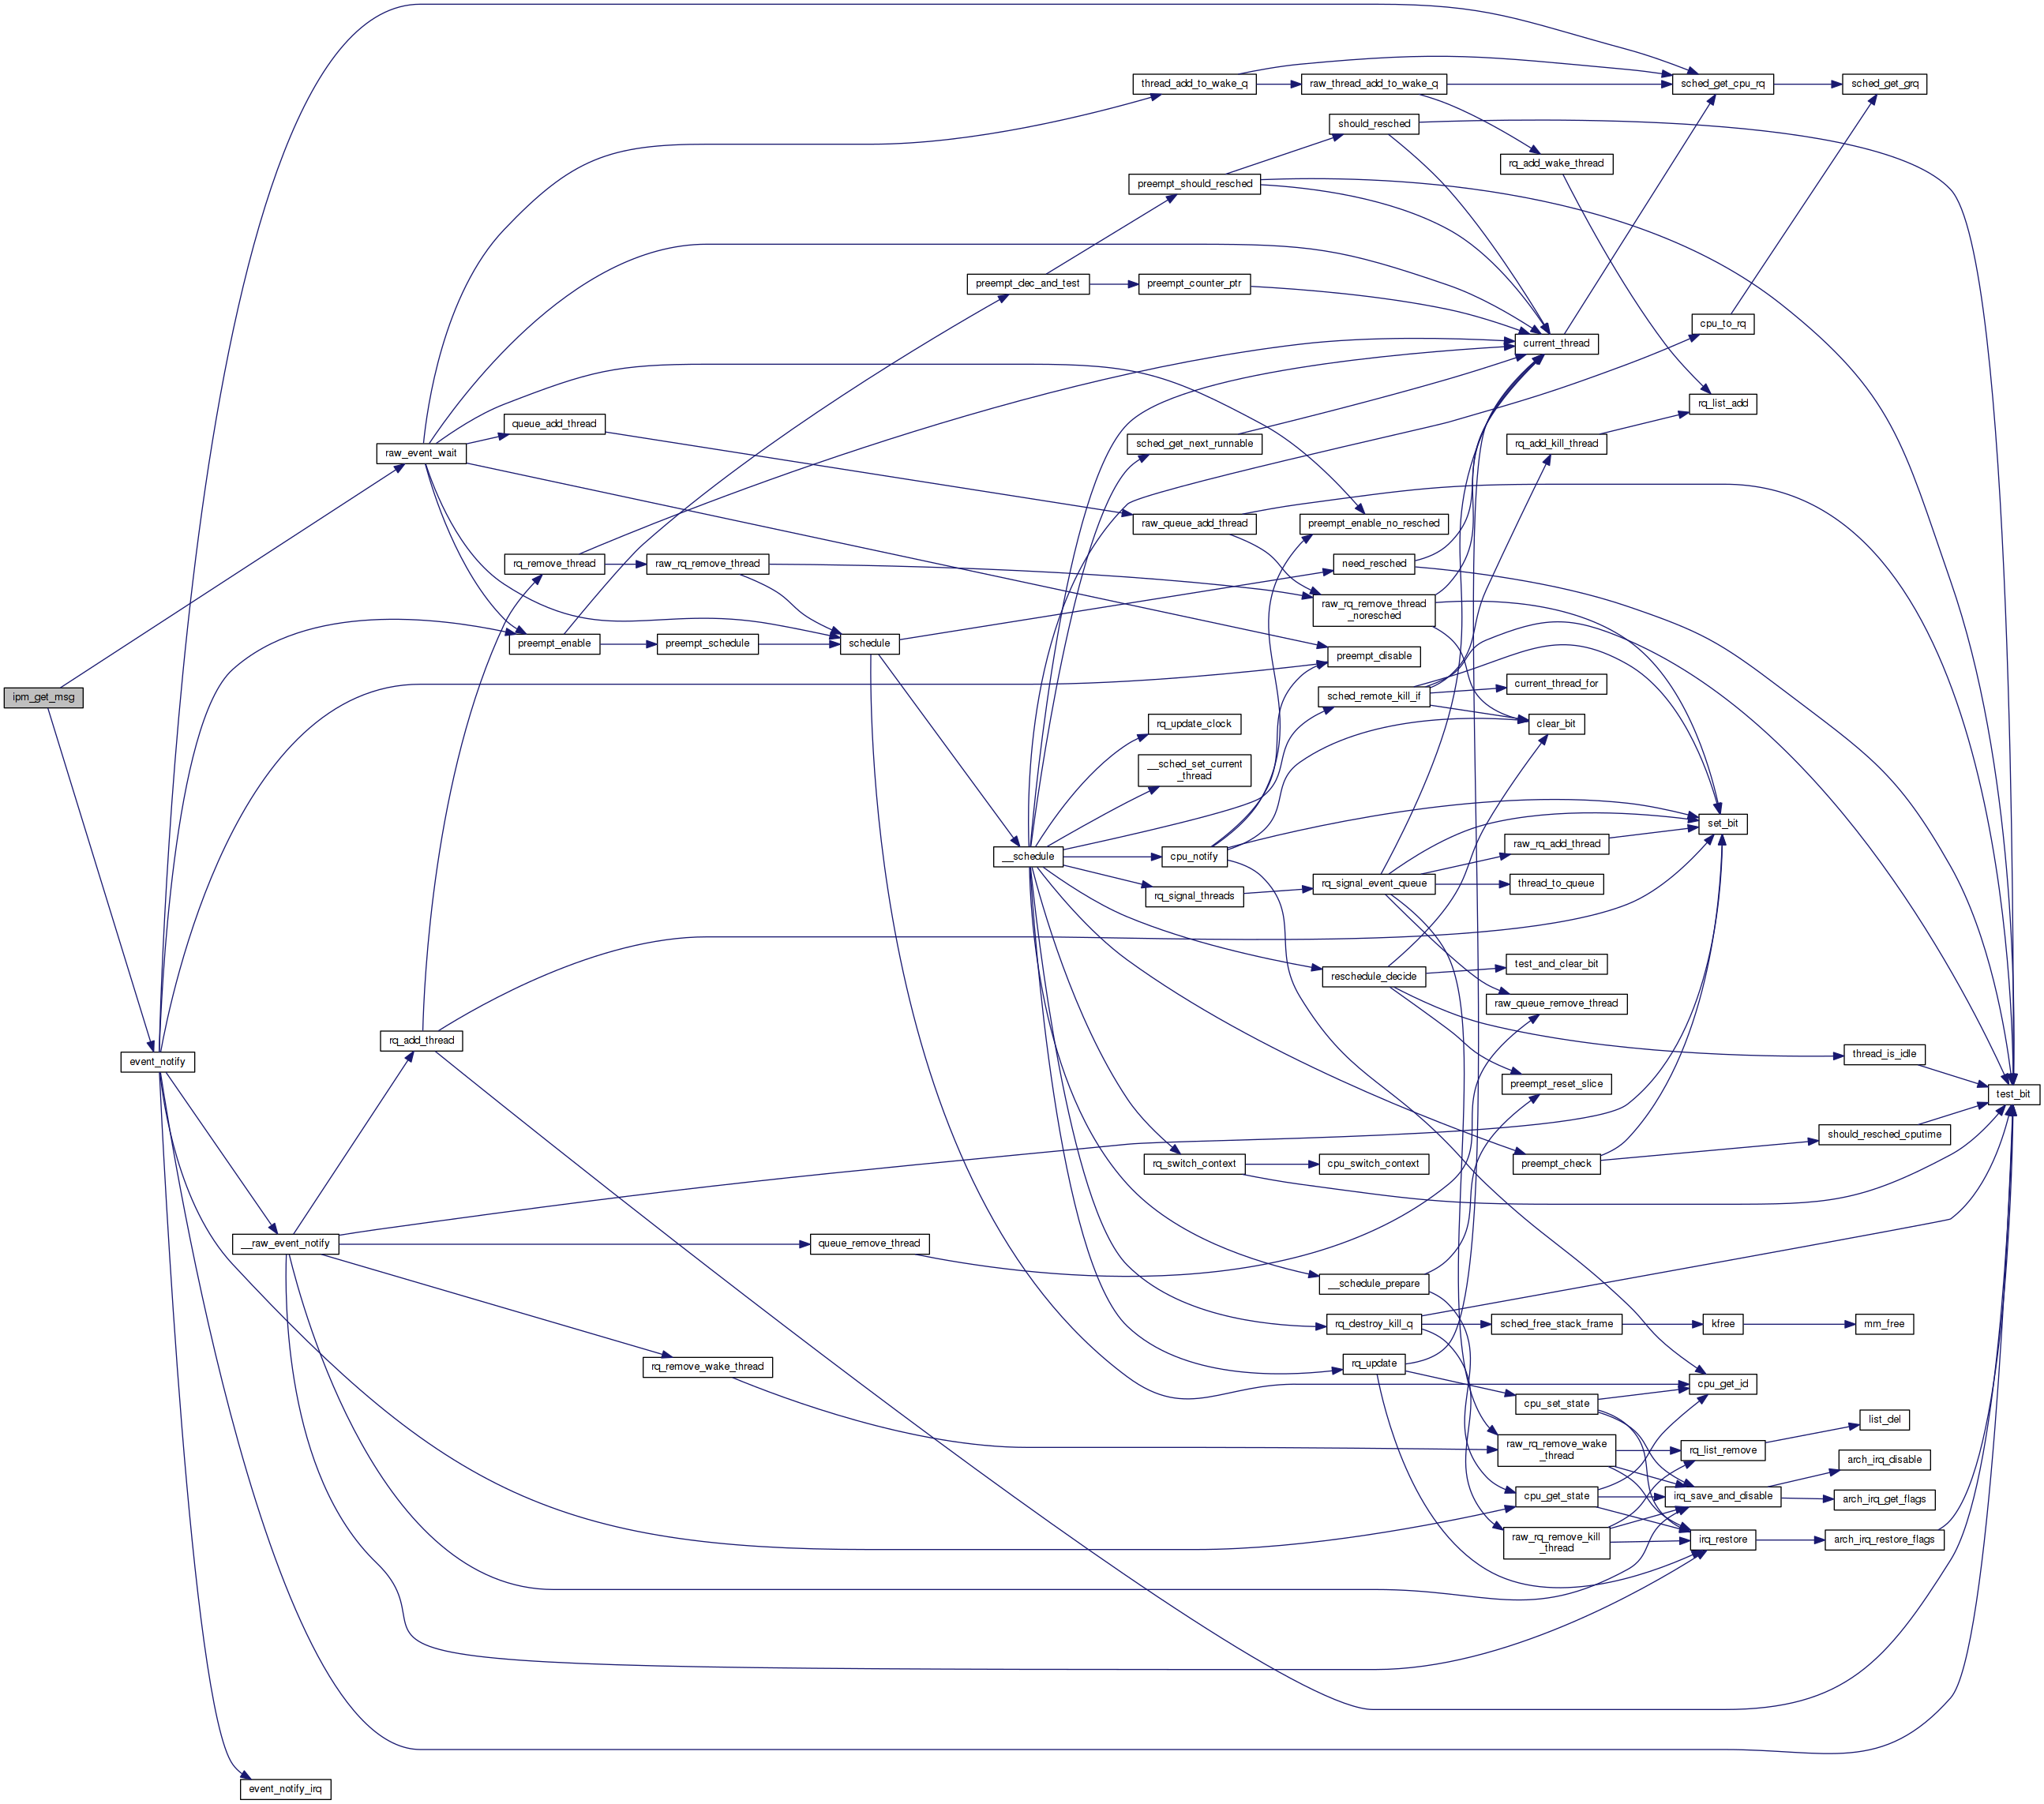 sched_get_cpu_rq
sched_get_grq
thread_add_to_wake_q
raw_thread_add_to_wake_q
should_resched
rq_add_wake_thread
preempt_should_resched
preempt_dec_and_test
preempt_counter_ptr
cpu_to_rq
current_thread
rq_list_add
queue_add_thread
sched_get_next_runnable
rq_add_kill_thread
raw_event_wait
raw_queue_add_thread
preempt_enable_no_resched
rq_remove_thread
raw_rq_remove_thread
need_resched
raw_rq_remove_thread
_noresched
preempt_enable
preempt_schedule
schedule
preempt_disable
ipm_get_msg
sched_remote_kill_if
current_thread_for
rq_update_clock
clear_bit
__sched_set_current
_thread
set_bit
raw_rq_add_thread
__schedule
cpu_notify
rq_signal_threads
rq_signal_event_queue
thread_to_queue
reschedule_decide
test_and_clear_bit
raw_queue_remove_thread
rq_add_thread
event_notify
thread_is_idle
preempt_reset_slice
test_bit
should_resched_cputime
rq_switch_context
cpu_switch_context
preempt_check
__raw_event_notify
queue_remove_thread
__schedule_prepare
rq_destroy_kill_q
sched_free_stack_frame
kfree
mm_free
rq_remove_wake_thread
rq_update
cpu_get_id
cpu_set_state
list_del
raw_rq_remove_wake
_thread
rq_list_remove
arch_irq_disable
cpu_get_state
irq_save_and_disable
arch_irq_get_flags
raw_rq_remove_kill
_thread
irq_restore
arch_irq_restore_flags
event_notify_irq